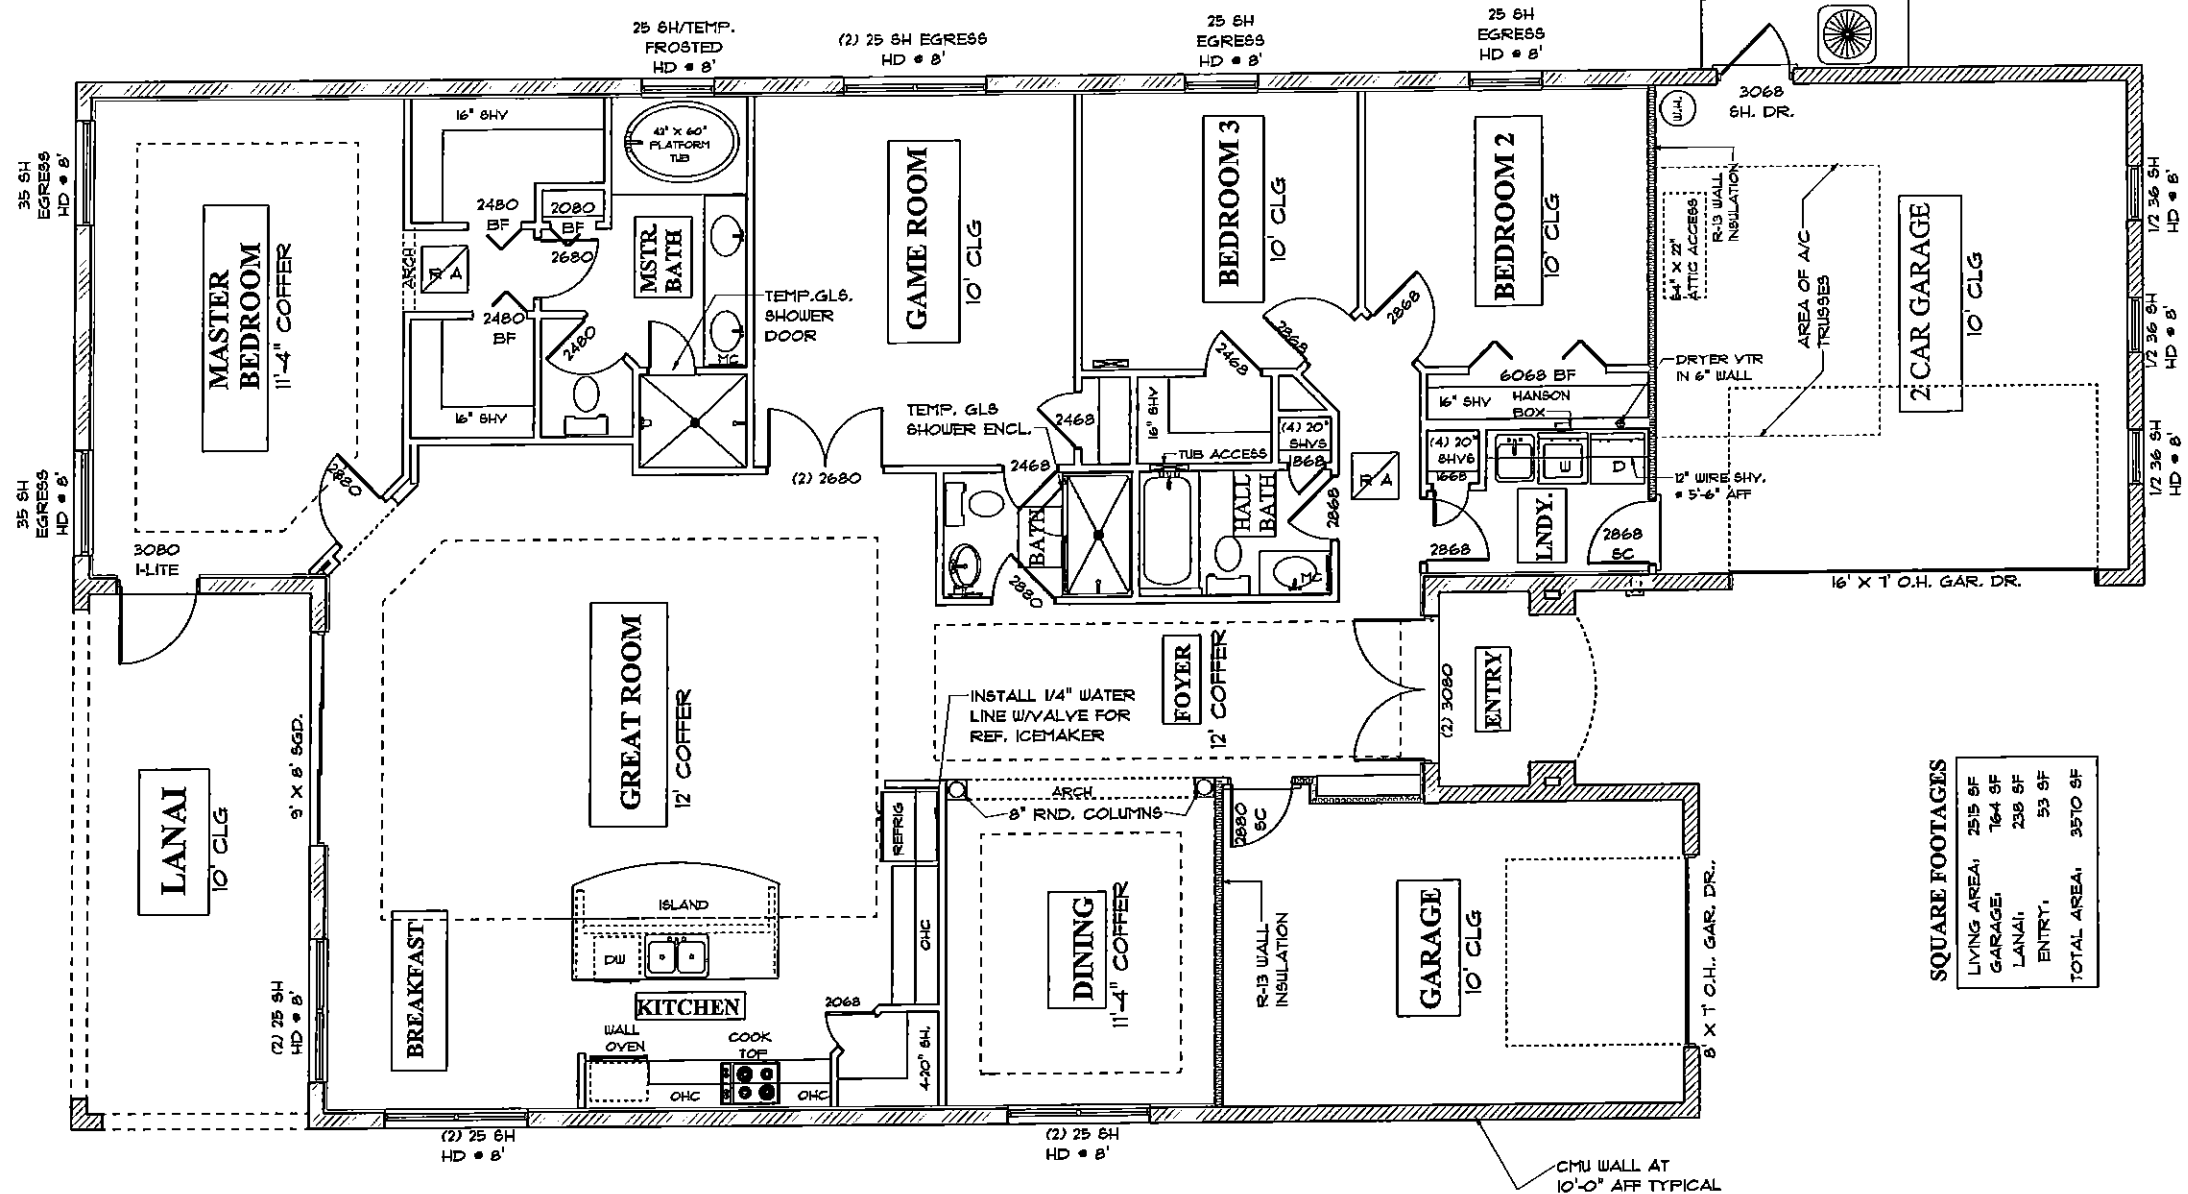 25 SH/TEMP.
FROSTED
HD @ 8'
(2) 25 SH EGRESS
HD @ 8'
25 SH
EGRESS
HD @ 8'
25 SH
EGRESS
HD @ 8'
35 SH
EGRESS
HD @ 8'
35 SH
EGRESS
HD @ 8'
MASTER
BEDROOM
11'-4" COFFER
16" SHV
2480
BF
2080
BF
2680
ARCH
R
A
2480
BF
16" SHV
2480
2880
3080
1-LITE
42" X 60"
PLATFORM
TUB
MSTR.
BATH
MC
TEMP.GLS.
SHOWER
DOOR
GAME ROOM
10' CLG
(2) 2680
TEMP. GLS
SHOWER ENCL.
2468
2468
BATH
2880
BEDROOM 3
10' CLG
2868
2468
16" SHV
(4) 20"
SHVS
1868
TUB ACCESS
HALL
BATH
2868
MC
BEDROOM 2
10' CLG
2868
6068 BF
16" SHV
HANSON
BOX
(4) 20"
SHVS
1668
R
A
W
D
LNDY.
2868
2868
SC
W.H.
3068
SH. DR.
R-13 WALL
INSULATION
54" X 22"
ATTIC ACCESS
AREA OF A/C
TRUSSES
DRYER VTR
IN 6" WALL
12" WIRE SHV.
@ 5'-6" AFF
2 CAR GARAGE
10' CLG
1/2 36 SH
HD @ 8'
1/2 36 SH
HD @ 8'
1/2 36 SH
HD @ 8'
16' X 7' O.H. GAR. DR.
LANAI
10' CLG
9' X 8' SGD.
GREAT ROOM
12' COFFER
INSTALL 1/4" WATER
LINE W/VALVE FOR
REF. ICEMAKER
FOYER
12' COFFER
(2) 3080
ENTRY
ARCH
8" RND. COLUMNS
REFRIG
OHC
ISLAND
DW
KITCHEN
BREAKFAST
WALL
OVEN
COOK
TOP
OHC
OHC
2068
4-20" SH.
DINING
11'-4" COFFER
2880
SC
R-13 WALL
INSULATION
GARAGE
10' CLG
8' X 7' O.H. GAR. DR.
(2) 25 SH
HD @ 8'
(2) 25 SH
HD @ 8'
(2) 25 SH
HD @ 8'
CMU WALL AT
10'-0" AFF TYPICAL
SQUARE FOOTAGES
LIVING AREA: 2515 SF
GARAGE: 764 SF
LANAI: 238 SF
ENTRY: 53 SF
TOTAL AREA: 3570 SF